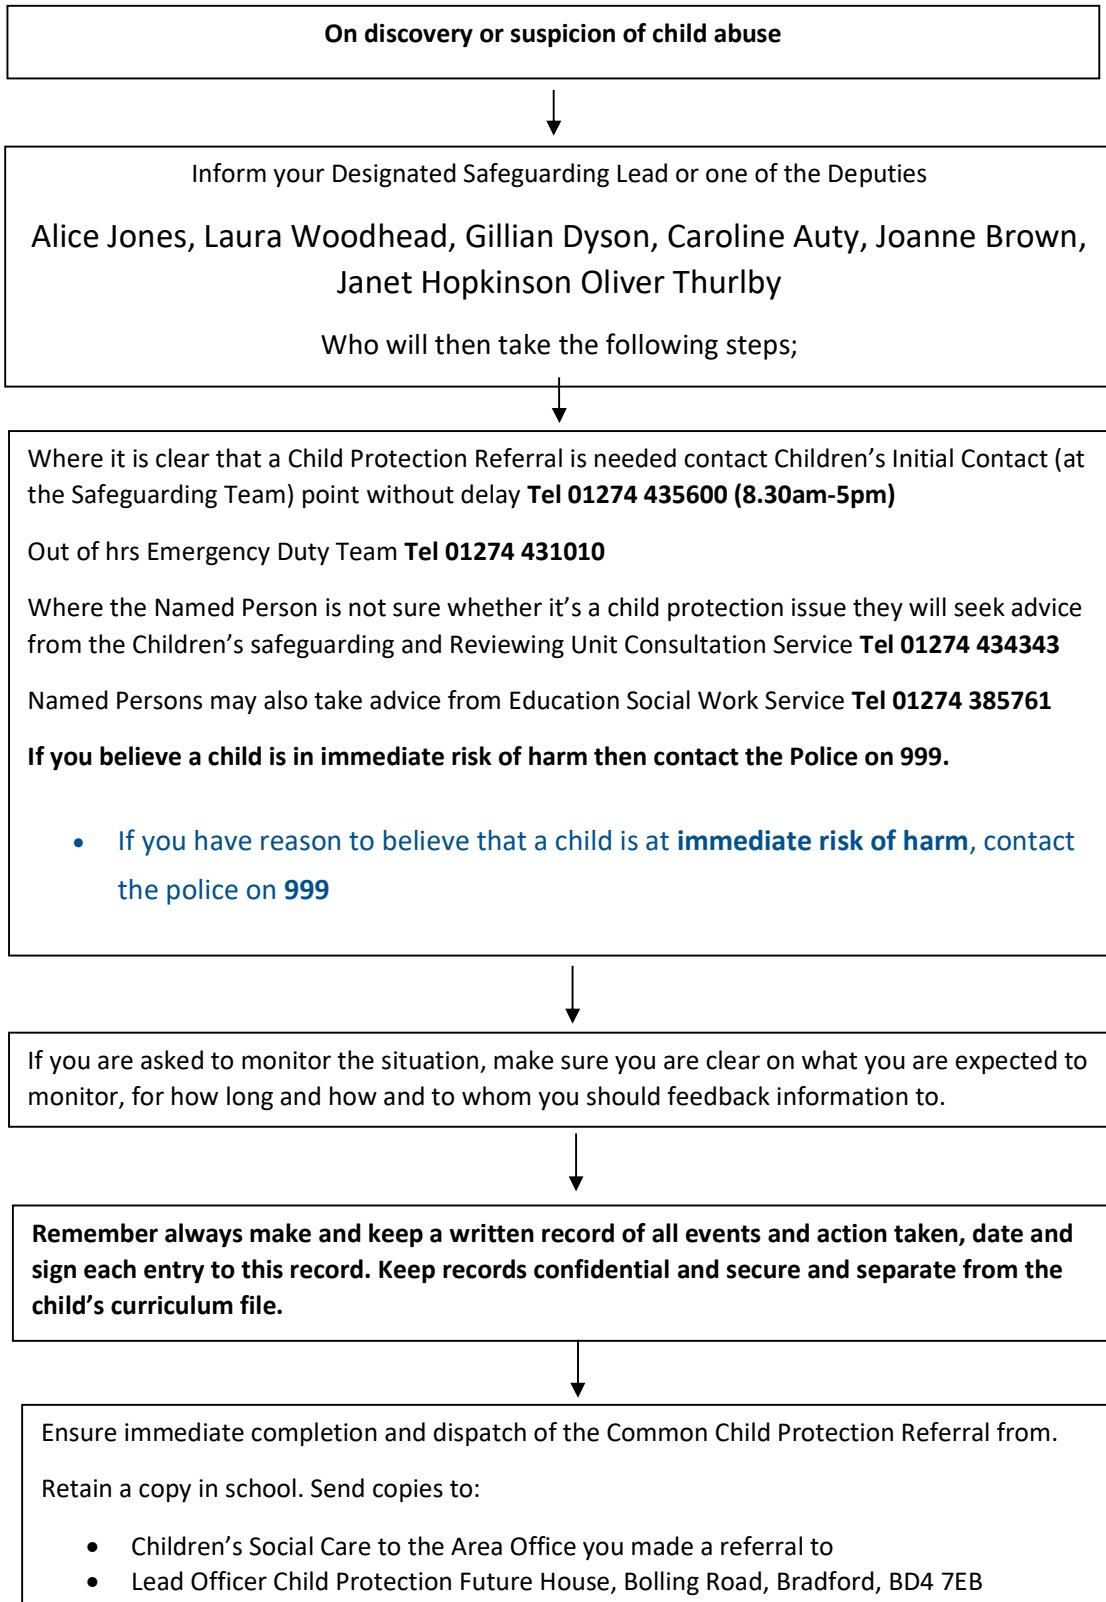 On discovery or suspicion of child abuse
Inform your Designated Safeguarding Lead or one of the Deputies
Alice Jones, Laura Woodhead, Gillian Dyson, Caroline Auty, Joanne Brown,
Janet Hopkinson Oliver Thurlby
Who will then take the following steps;
Where it is clear that a Child Protection Referral is needed contact Children’s Initial Contact (at
the Safeguarding Team) point without delay Tel 01274 435600 (8.30am-5pm)
Out of hrs Emergency Duty Team Tel 01274 431010
Where the Named Person is not sure whether it’s a child protection issue they will seek advice
from the Children’s safeguarding and Reviewing Unit Consultation Service Tel 01274 434343
Named Persons may also take advice from Education Social Work Service Tel 01274 385761
If you believe a child is in immediate risk of harm then contact the Police on 999.
• If you have reason to believe that a child is at immediate risk of harm, contact
the police on 999
If you are asked to monitor the situation, make sure you are clear on what you are expected to
monitor, for how long and how and to whom you should feedback information to.
Remember always make and keep a written record of all events and action taken, date and
sign each entry to this record. Keep records confidential and secure and separate from the
child’s curriculum file.
Ensure immediate completion and dispatch of the Common Child Protection Referral from.
Retain a copy in school. Send copies to:
• Children’s Social Care to the Area Office you made a referral to
• Lead Officer Child Protection Future House, Bolling Road, Bradford, BD4 7EB